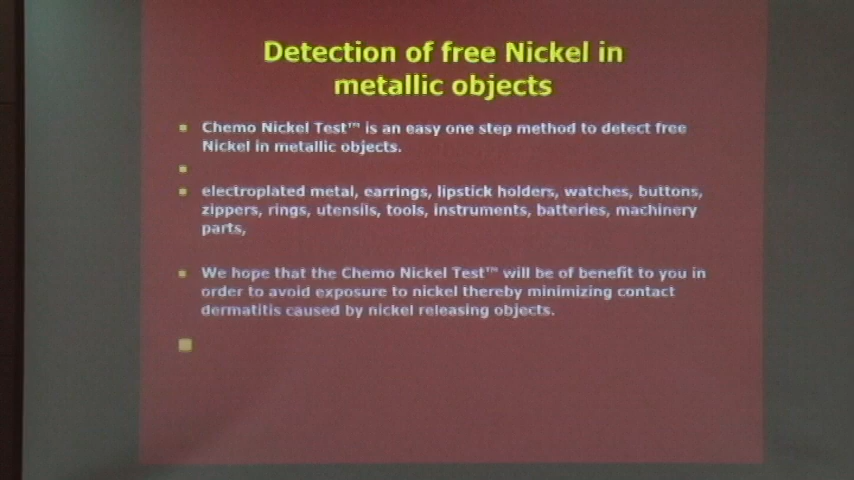 Detection of free Nickel in
metallic objects
Chemo Nickel Test™ is an easy one step method to detect free
Nickel in metallic objects.
electroplated metal, earrings, lipstick holders, watches, buttons,
zippers, rings, utensils, tools, instruments, batteries, machinery
parts,
We hope that the Chemo Nickel Test™ will be of benefit to you in
order to avoid exposure to nickel thereby minimizing contact
dermatitis caused by nickel releasing objects.